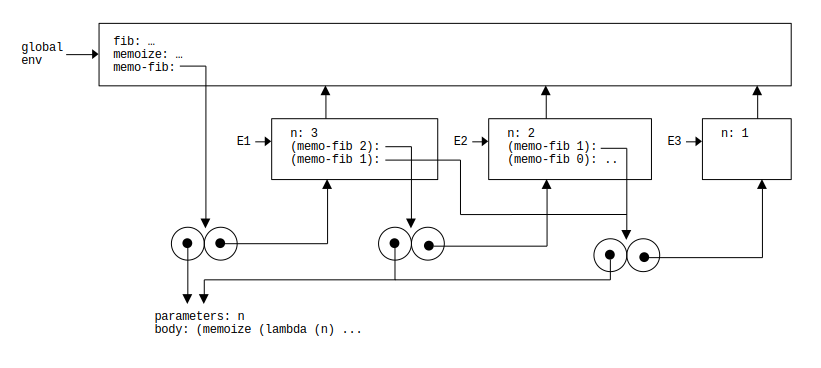 global
env
fib: …
memoize: …
memo-fib:
E1
n: 3
(memo-fib 2):
(memo-fib 1):
E2
n: 2
(memo-fib 1):
(memo-fib 0): ..
E3
n: 1
parameters: n
body: (memoize (lambda (n) ...